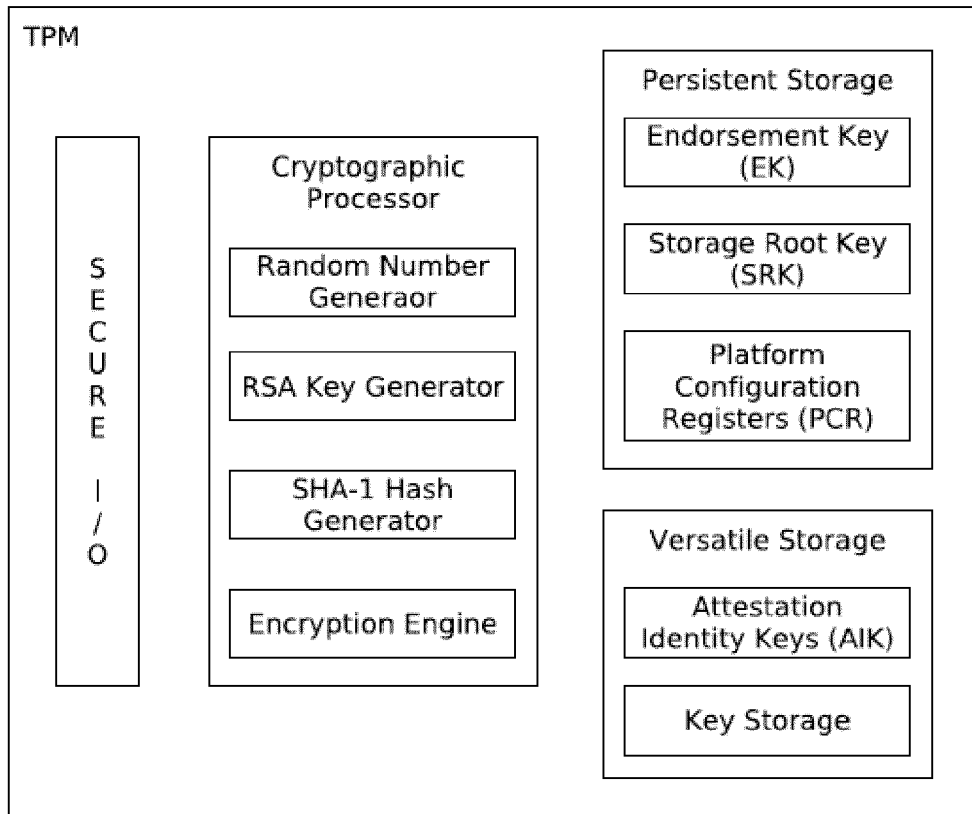 TPM
SECURE I/O
Cryptographic
Processor
Random Number
Generaor
RSA Key Generator
SHA-1 Hash
Generator
Encryption Engine
Persistent Storage
Endorsement Key
(EK)
Storage Root Key
(SRK)
Platform
Configuration
Registers (PCR)
Versatile Storage
Attestation
Identity Keys (AIK)
Key Storage